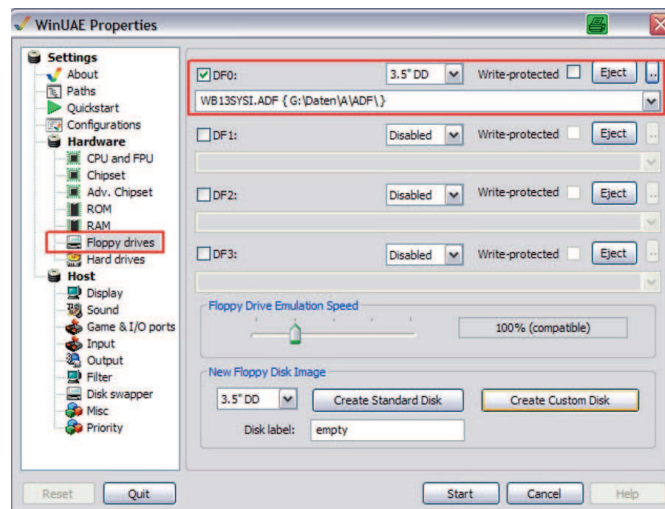 WinUAE Properties
Settings
About
Paths
Quickstart
Configurations
Hardware
CPU and FPU
Chipset
Adv. Chipset
ROM
RAM
Floppy drives
Hard drives
Host
Display
Sound
Game & I/O ports
Input
Output
Filter
Disk swapper
Misc
Priority
DF0: 3.5" DD Write-protected Eject ..
WB13SYSI.ADF { G:\Daten\A\ADF\}
DF1: Disabled Write-protected Eject ..
DF2: Disabled Write-protected Eject ..
DF3: Disabled Write-protected Eject ..
Floppy Drive Emulation Speed
100% (compatible)
New Floppy Disk Image
3.5" DD Create Standard Disk Create Custom Disk
Disk label: empty
Reset Quit Start Cancel Help